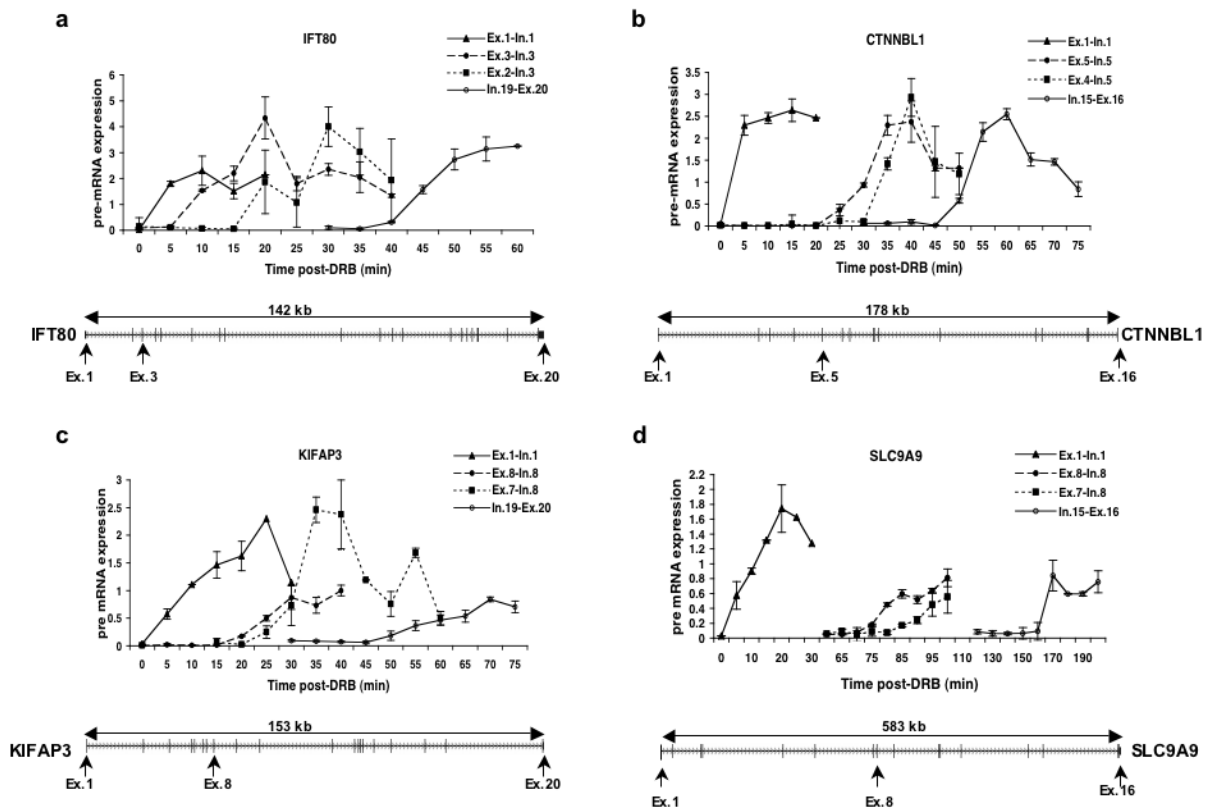 a
IFT80
Ex.1-In.1
Ex.3-In.3
Ex.2-In.3
In.19-Ex.20
pre-mRNA expression
6
5
4
3
2
1
0
0 5 10 15 20 25 30 35 40 45 50 55 60
Time post-DRB (min)
142 kb
IFT80
Ex.1
Ex.3
Ex.20
b
CTNNBL1
Ex.1-In.1
Ex.5-In.5
Ex.4-In.5
In.15-Ex.16
pre-mRNA expression
3.5
3
2.5
2
1.5
1
0.5
0
0 5 10 15 20 25 30 35 40 45 50 55 60 65 70 75
Time post-DRB (min)
178 kb
CTNNBL1
Ex.1
Ex.5
Ex.16
c
KIFAP3
Ex.1-In.1
Ex.8-In.8
Ex.7-In.8
In.19-Ex.20
pre mRNA expression
3
2.5
2
1.5
1
0.5
0
0 5 10 15 20 25 30 35 40 45 50 55 60 65 70 75
Time post-DRB (min)
153 kb
KIFAP3
Ex.1
Ex.8
Ex.20
d
SLC9A9
Ex.1-In.1
Ex.8-In.8
Ex.7-In.8
In.15-Ex.16
pre mRNA expression
2.2
2
1.8
1.6
1.4
1.2
1
0.8
0.6
0.4
0.2
0
0 10 20 30 65 75 85 95 110 130 150 170 190
Time post-DRB (min)
583 kb
SLC9A9
Ex.1
Ex.8
Ex.16